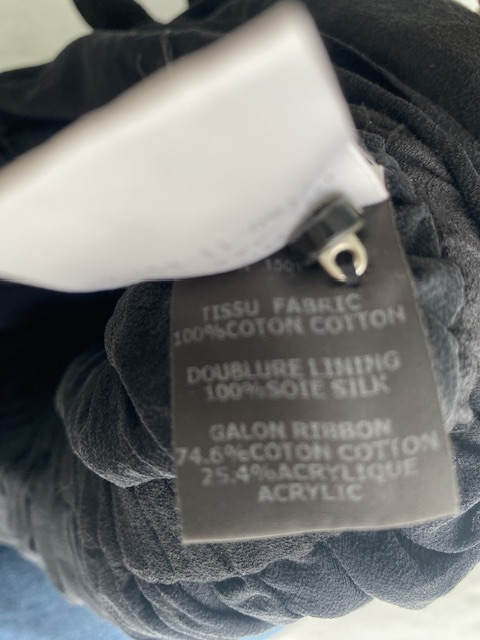 TISSU FABRIC
100%COTON COTTON
DOUBLURE LINING
100%SOIE SILK
GALON RIBBON
74.6%COTON COTTON
25.4%ACRYLIQUE
ACRYLIC